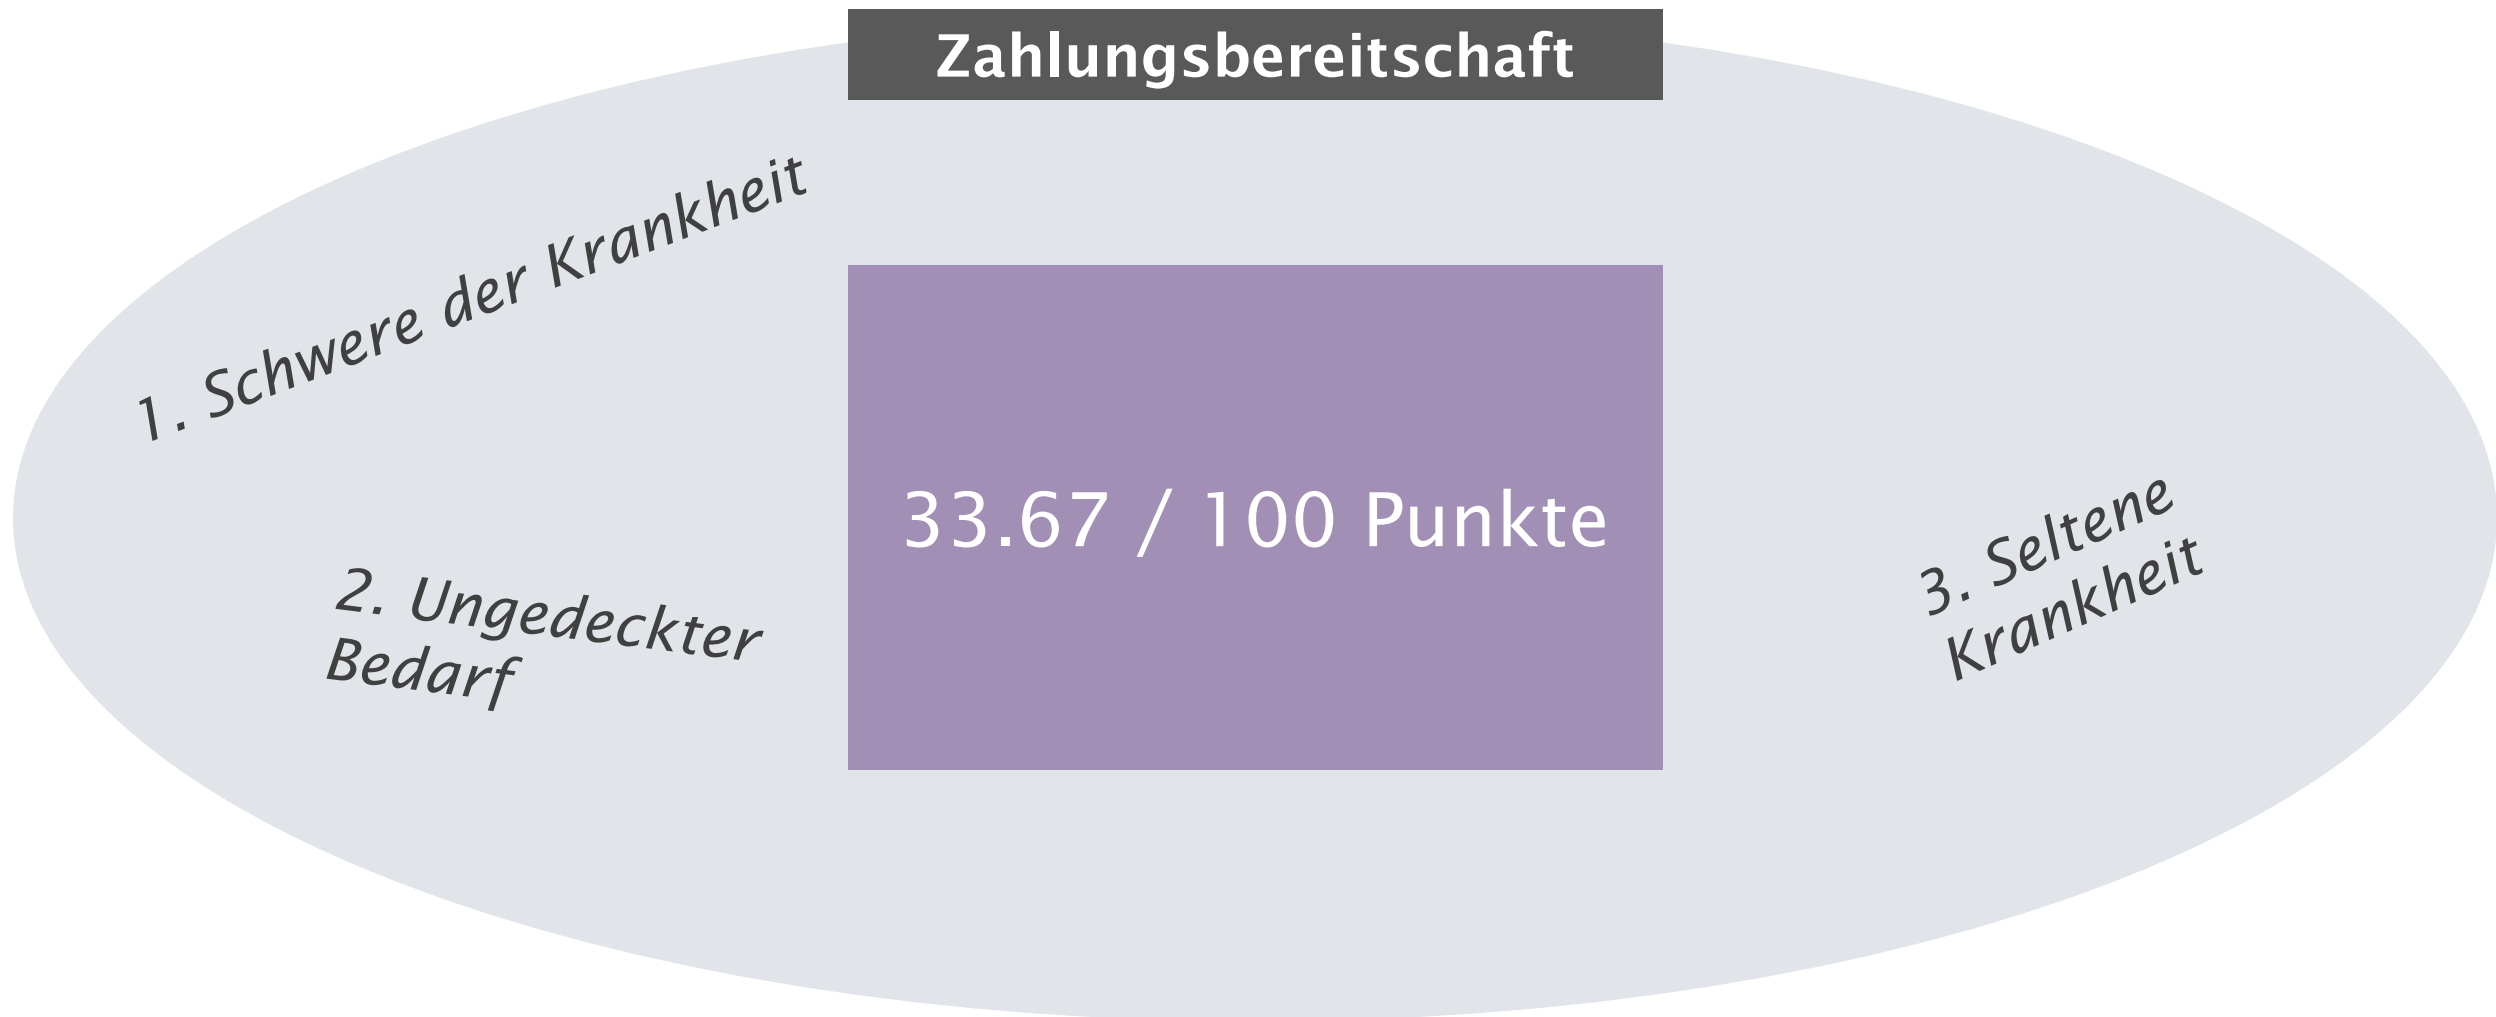 Zahlungsbereitschaft
1. Schwere der Krankheit
33.67 / 100 Punkte
2. Ungedeckter
Bedarf
3. Seltene
Krankheit